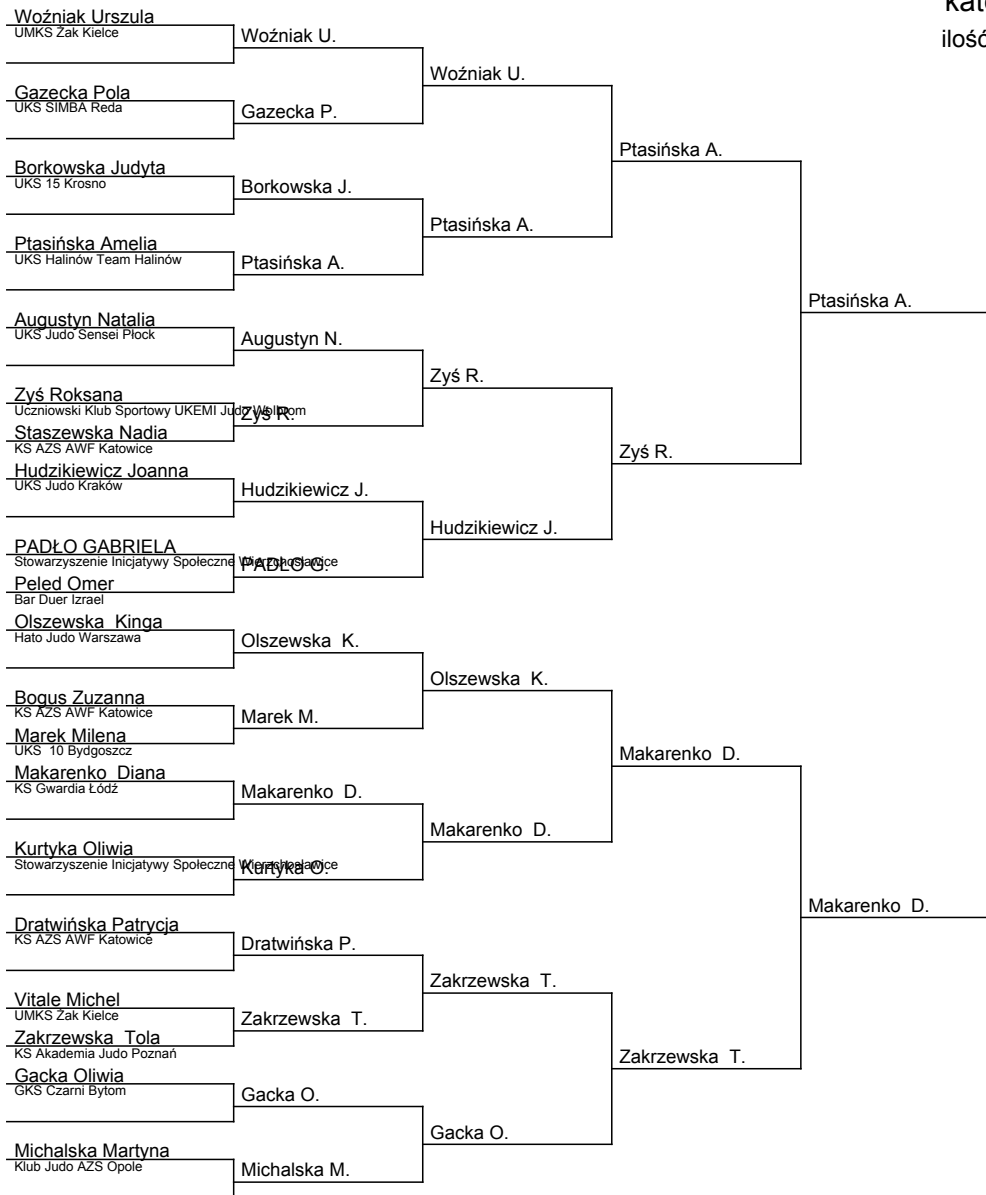 kate
ilość
Woźniak Urszula
UMKS Żak Kielce
Gazecka Pola
UKS SIMBA Reda
Borkowska Judyta
UKS 15 Krosno
Ptasińska Amelia
UKS Halinów Team Halinów
Augustyn Natalia
UKS Judo Sensei Płock
Zyś Roksana
Uczniowski Klub Sportowy UKEMI Judo Wolbrom
Staszewska Nadia
KS AZS AWF Katowice
Hudzikiewicz Joanna
UKS Judo Kraków
PADŁO GABRIELA
Stowarzyszenie Inicjatywy Społeczne Wierzchosławice
Peled Omer
Bar Duer Izrael
Olszewska  Kinga
Hato Judo Warszawa
Bogus Zuzanna
KS AZS AWF Katowice
Marek Milena
UKS  10 Bydgoszcz
Makarenko  Diana
KS Gwardia Łódź
Kurtyka Oliwia
Stowarzyszenie Inicjatywy Społeczne Wierzchosławice
Dratwińska Patrycja
KS AZS AWF Katowice
Vitale Michel
UMKS Żak Kielce
Zakrzewska  Tola
KS Akademia Judo Poznań
Gacka Oliwia
GKS Czarni Bytom
Michalska Martyna
Klub Judo AZS Opole
Woźniak U.
Gazecka P.
Borkowska J.
Ptasińska A.
Augustyn N.
Zyś R.
Hudzikiewicz J.
PADŁO G.
Olszewska  K.
Marek M.
Makarenko  D.
Kurtyka O.
Dratwińska P.
Zakrzewska  T.
Gacka O.
Michalska M.
Woźniak U.
Ptasińska A.
Zyś R.
Hudzikiewicz J.
Olszewska  K.
Makarenko  D.
Zakrzewska  T.
Gacka O.
Ptasińska A.
Zyś R.
Makarenko  D.
Zakrzewska  T.
Ptasińska A.
Makarenko  D.